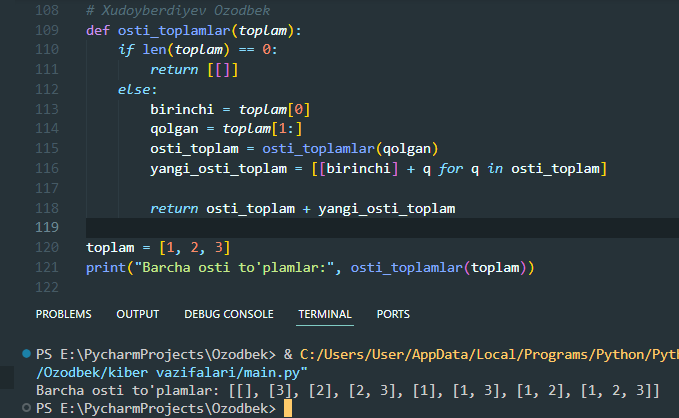 108 # Xudoyberdiyev Ozodbek
109 def osti_toplamlar(toplam):
110 if len(toplam) == 0:
111 return [[]]
112 else:
113 birinchi = toplam[0]
114 qolgan = toplam[1:]
115 osti_toplam = osti_toplamlar(qolgan)
116 yangi_osti_toplam = [[birinchi] + q for q in osti_toplam]
117
118 return osti_toplam + yangi_osti_toplam
119
120 toplam = [1, 2, 3]
121 print("Barcha osti to'plamlar:", osti_toplamlar(toplam))
122
PROBLEMS OUTPUT DEBUG CONSOLE TERMINAL PORTS
PS E:\PycharmProjects\Ozodbek> & C:/Users/User/AppData/Local/Programs/Python/Pyt
/Ozodbek/kiber vazifalari/main.py"
Barcha osti to'plamlar: [[], [3], [2], [2, 3], [1], [1, 3], [1, 2], [1, 2, 3]]
PS E:\PycharmProjects\Ozodbek>